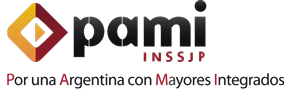 pami
INSSJP
Por una Argentina con Mayores Integrados